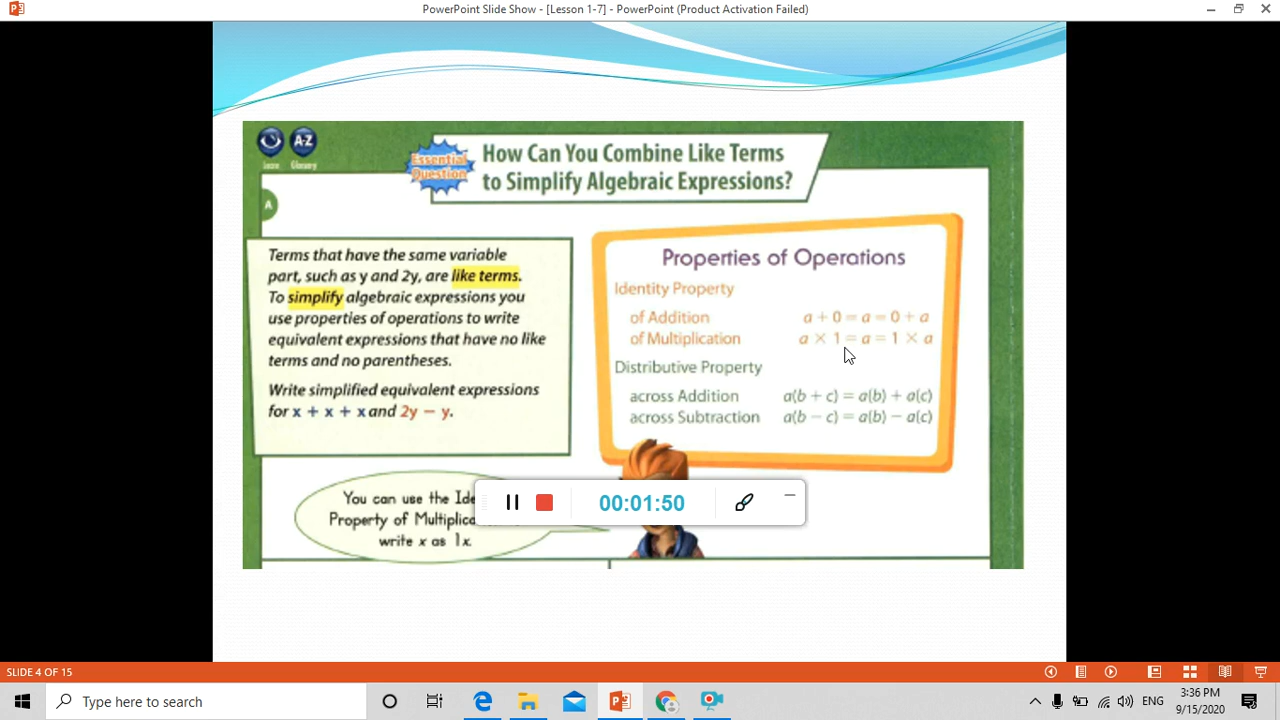 PowerPoint Slide Show - [Lesson 1-7] - PowerPoint (Product Activation Failed)
A-Z
Essential
Question
How Can You Combine Like Terms
to Simplify Algebraic Expressions?
A
Terms that have the same variable
part, such as y and 2y, are like terms.
To simplify algebraic expressions you
use properties of operations to write
equivalent expressions that have no like
terms and no parentheses.
Write simplified equivalent expressions
for x + x + x and 2y − y.
Properties of Operations
Identity Property
of Addition a + 0 = a = 0 + a
of Multiplication a × 1 = a = 1 × a
Distributive Property
across Addition a(b + c) = a(b) + a(c)
across Subtraction a(b − c) = a(b) − a(c)
You can use the Ide
Property of Multiplica
write x as 1x.
00:01:50
SLIDE 4 OF 15
Type here to search
ENG
3:36 PM
9/15/2020